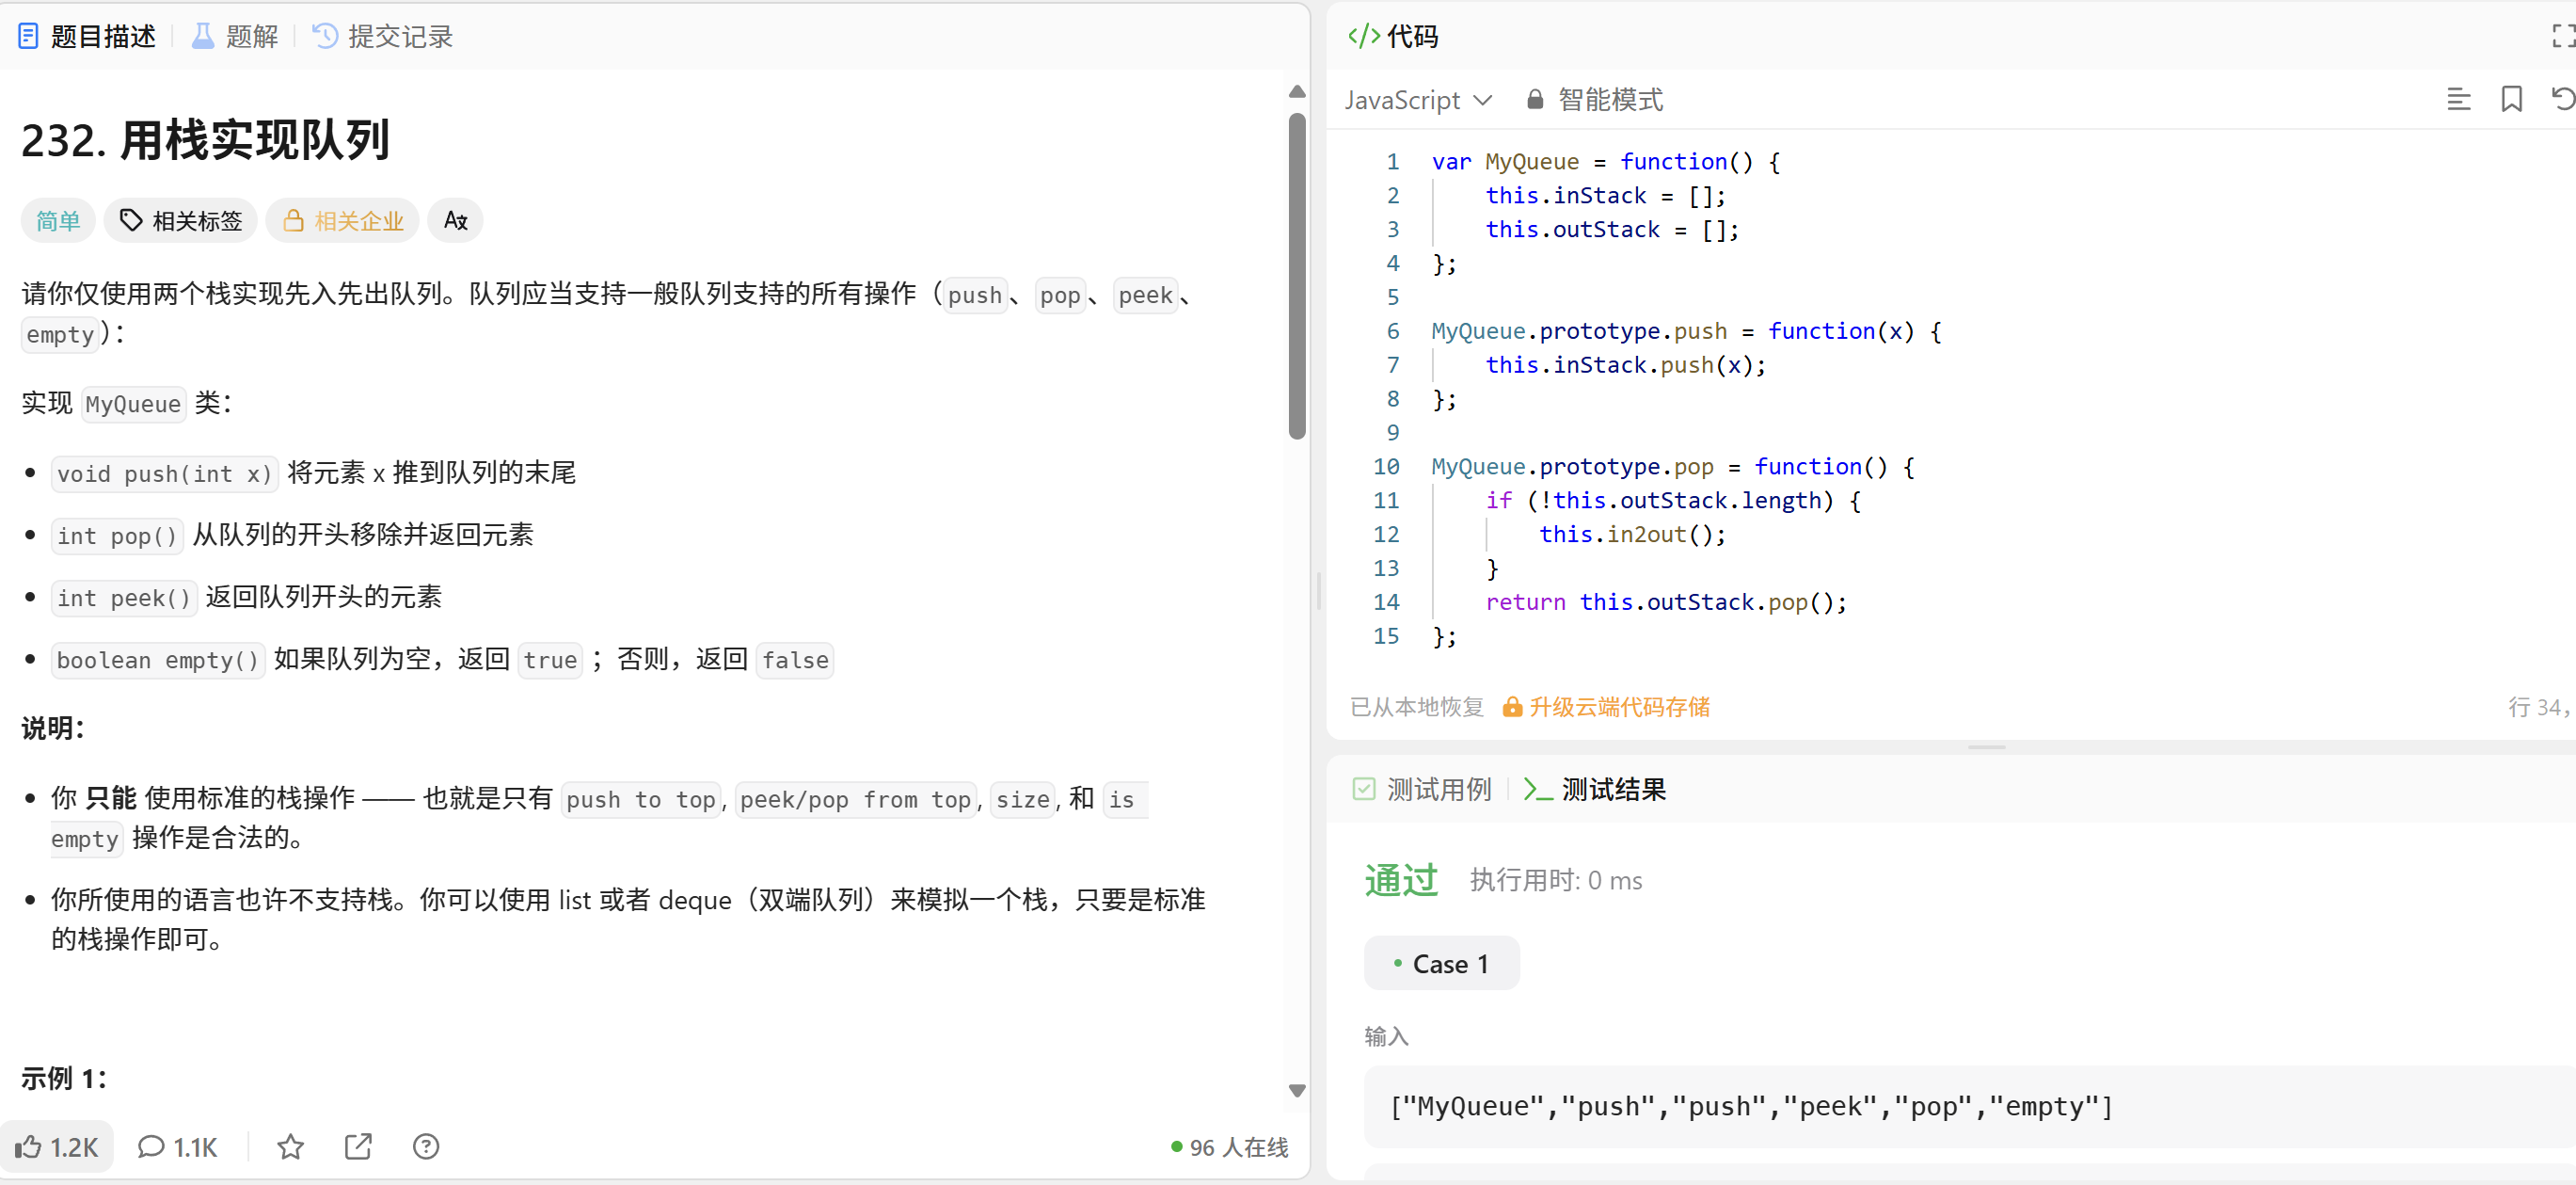 题目描述 题解 提交记录
232. 用栈实现队列
简单 相关标签 相关企业
请你仅使用两个栈实现先入先出队列。队列应当支持一般队列支持的所有操作（push、pop、peek、
empty）：
实现 MyQueue 类：
void push(int x) 将元素 x 推到队列的末尾
int pop() 从队列的开头移除并返回元素
int peek() 返回队列开头的元素
boolean empty() 如果队列为空，返回 true ；否则，返回 false
说明：
你 只能 使用标准的栈操作 —— 也就是只有 push to top, peek/pop from top, size, 和 is
empty 操作是合法的。
你所使用的语言也许不支持栈。你可以使用 list 或者 deque（双端队列）来模拟一个栈，只要是标准
的栈操作即可。
示例 1：
1.2K 1.1K 96 人在线
</> 代码
JavaScript 智能模式
1 var MyQueue = function() {
2     this.inStack = [];
3     this.outStack = [];
4 };
5
6 MyQueue.prototype.push = function(x) {
7     this.inStack.push(x);
8 };
9
10 MyQueue.prototype.pop = function() {
11     if (!this.outStack.length) {
12         this.in2out();
13     }
14     return this.outStack.pop();
15 };
已从本地恢复 升级云端代码存储 行 34,
测试用例 测试结果
通过 执行用时: 0 ms
Case 1
输入
["MyQueue","push","push","peek","pop","empty"]